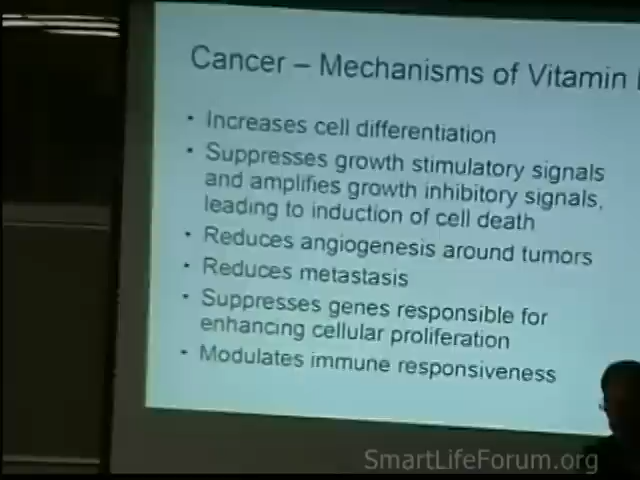 Cancer – Mechanisms of Vitamin
• Increases cell differentiation
• Suppresses growth stimulatory signals
and amplifies growth inhibitory signals,
leading to induction of cell death
• Reduces angiogenesis around tumors
• Reduces metastasis
• Suppresses genes responsible for
enhancing cellular proliferation
• Modulates immune responsiveness
SmartLifeForum.org